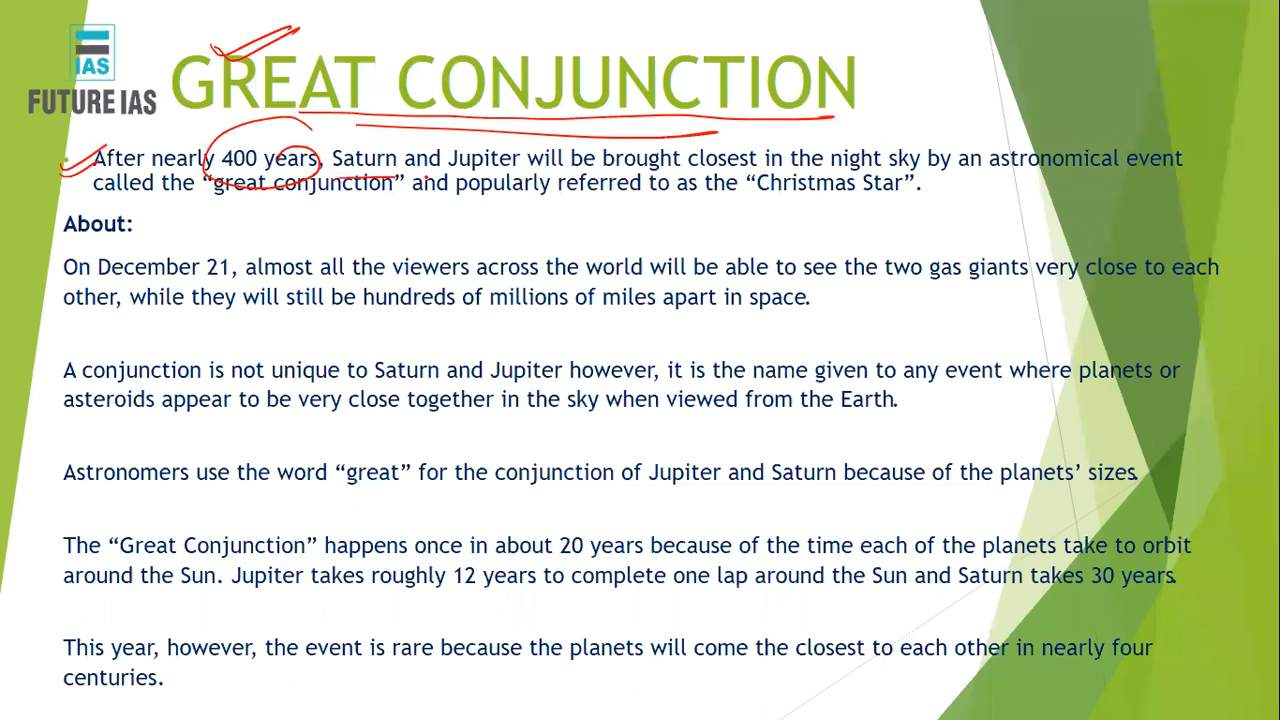 IAS
FUTURE IAS
GREAT CONJUNCTION
After nearly 400 years, Saturn and Jupiter will be brought closest in the night sky by an astronomical event
called the “great conjunction” and popularly referred to as the “Christmas Star”.
About:
On December 21, almost all the viewers across the world will be able to see the two gas giants very close to each
other, while they will still be hundreds of millions of miles apart in space.
A conjunction is not unique to Saturn and Jupiter however, it is the name given to any event where planets or
asteroids appear to be very close together in the sky when viewed from the Earth.
Astronomers use the word “great” for the conjunction of Jupiter and Saturn because of the planets’ sizes.
The “Great Conjunction” happens once in about 20 years because of the time each of the planets take to orbit
around the Sun. Jupiter takes roughly 12 years to complete one lap around the Sun and Saturn takes 30 years.
This year, however, the event is rare because the planets will come the closest to each other in nearly four
centuries.